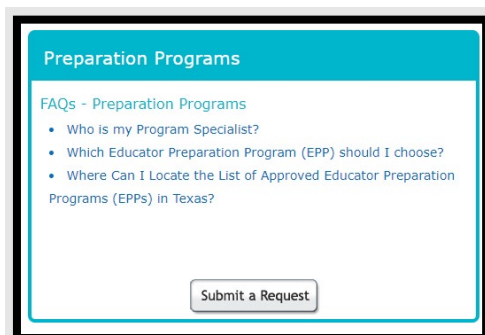 Preparation Programs
FAQs - Preparation Programs
• Who is my Program Specialist?
• Which Educator Preparation Program (EPP) should I choose?
• Where Can I Locate the List of Approved Educator Preparation
Programs (EPPs) in Texas?
Submit a Request